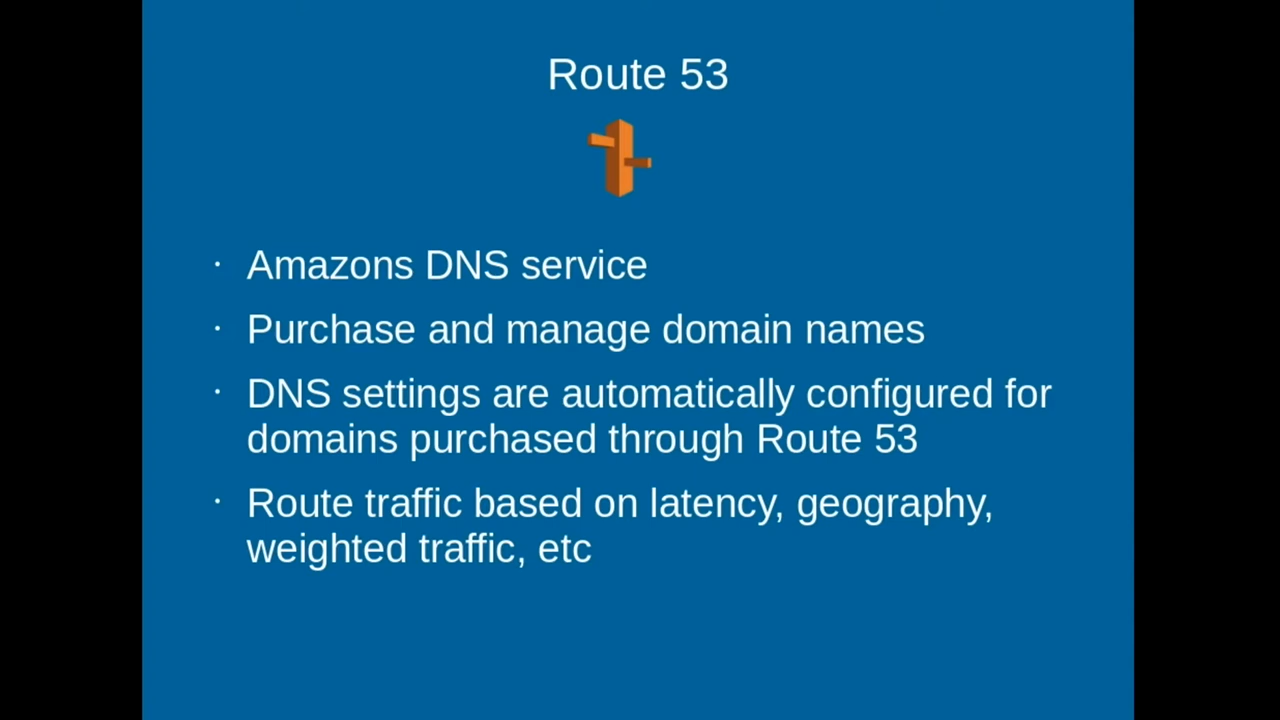 Route 53
· Amazons DNS service
· Purchase and manage domain names
· DNS settings are automatically configured for
domains purchased through Route 53
· Route traffic based on latency, geography,
weighted traffic, etc